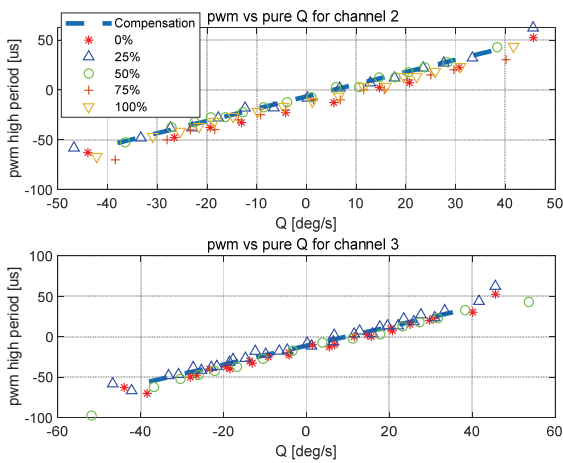 pwm vs pure Q for channel 2
Compensation
0%
25%
50%
75%
100%
pwm high period [us]
50
0
-50
-100
-50 -40 -30 -20 -10 0 10 20 30 40 50
Q [deg/s]
pwm vs pure Q for channel 3
pwm high period [us]
100
50
0
-50
-100
-60 -40 -20 0 20 40 60
Q [deg/s]